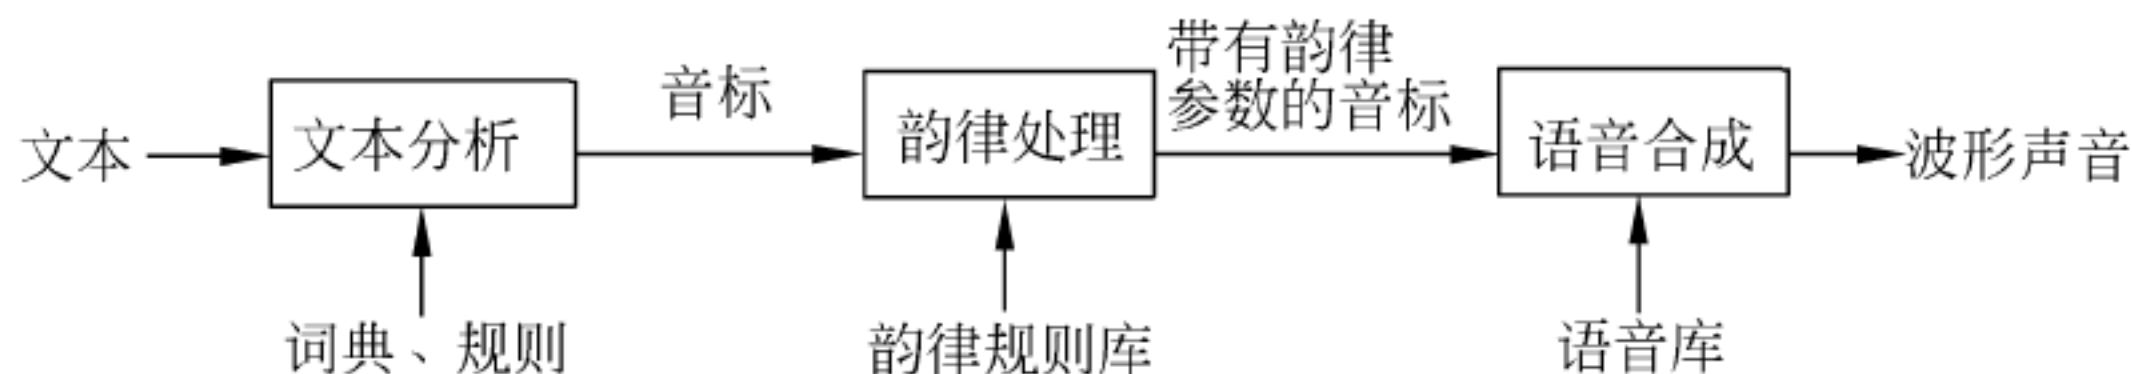 文本
文本分析
音标
韵律处理
带有韵律
参数的音标
语音合成
波形声音
词典、规则
韵律规则库
语音库